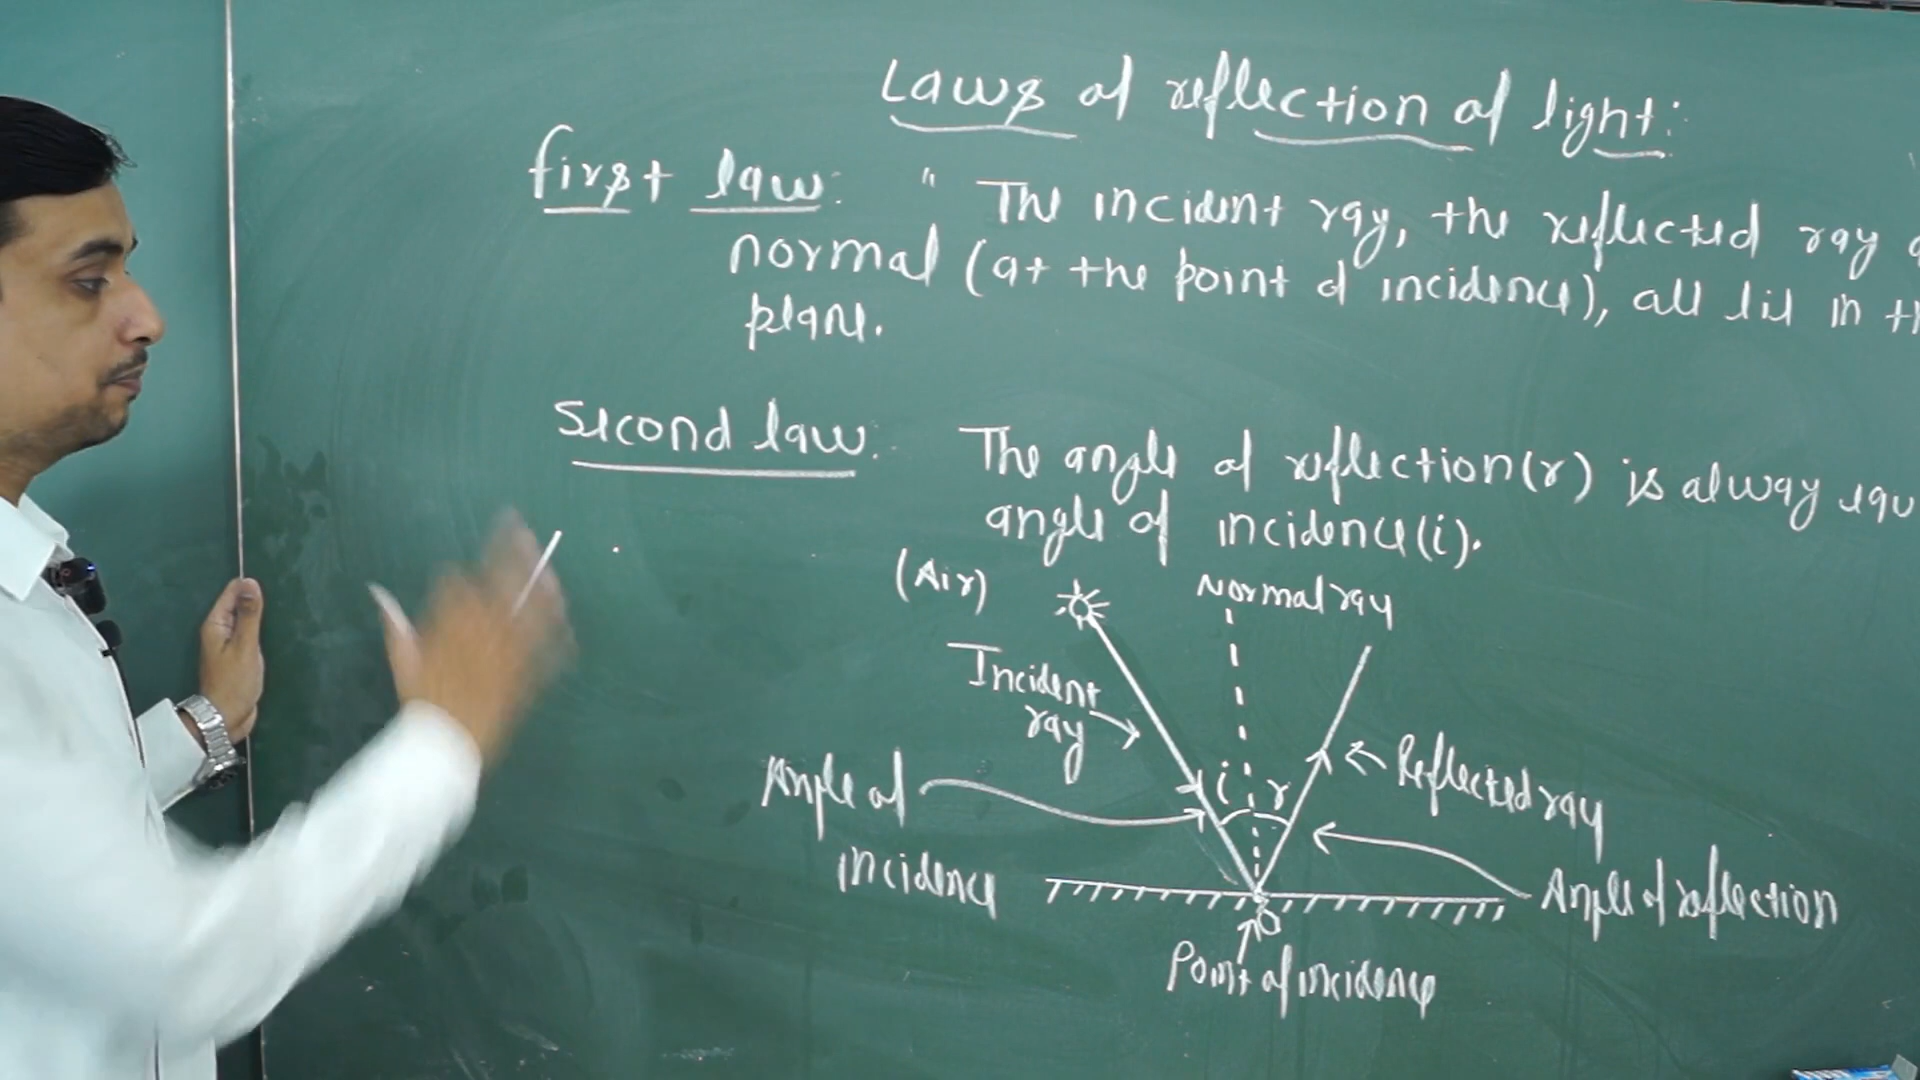 Laws of reflection of light:
first law: " The incident ray, the reflected ray
normal (at the point of incidence), all lie in
plane.
Second law: The angle of reflection(r) is alway
angle of incidence(i).
(Air)
Normal ray
Incident
ray
i r
Reflected ray
Angle of
incidence
Angle of reflection
O
Point of incidence